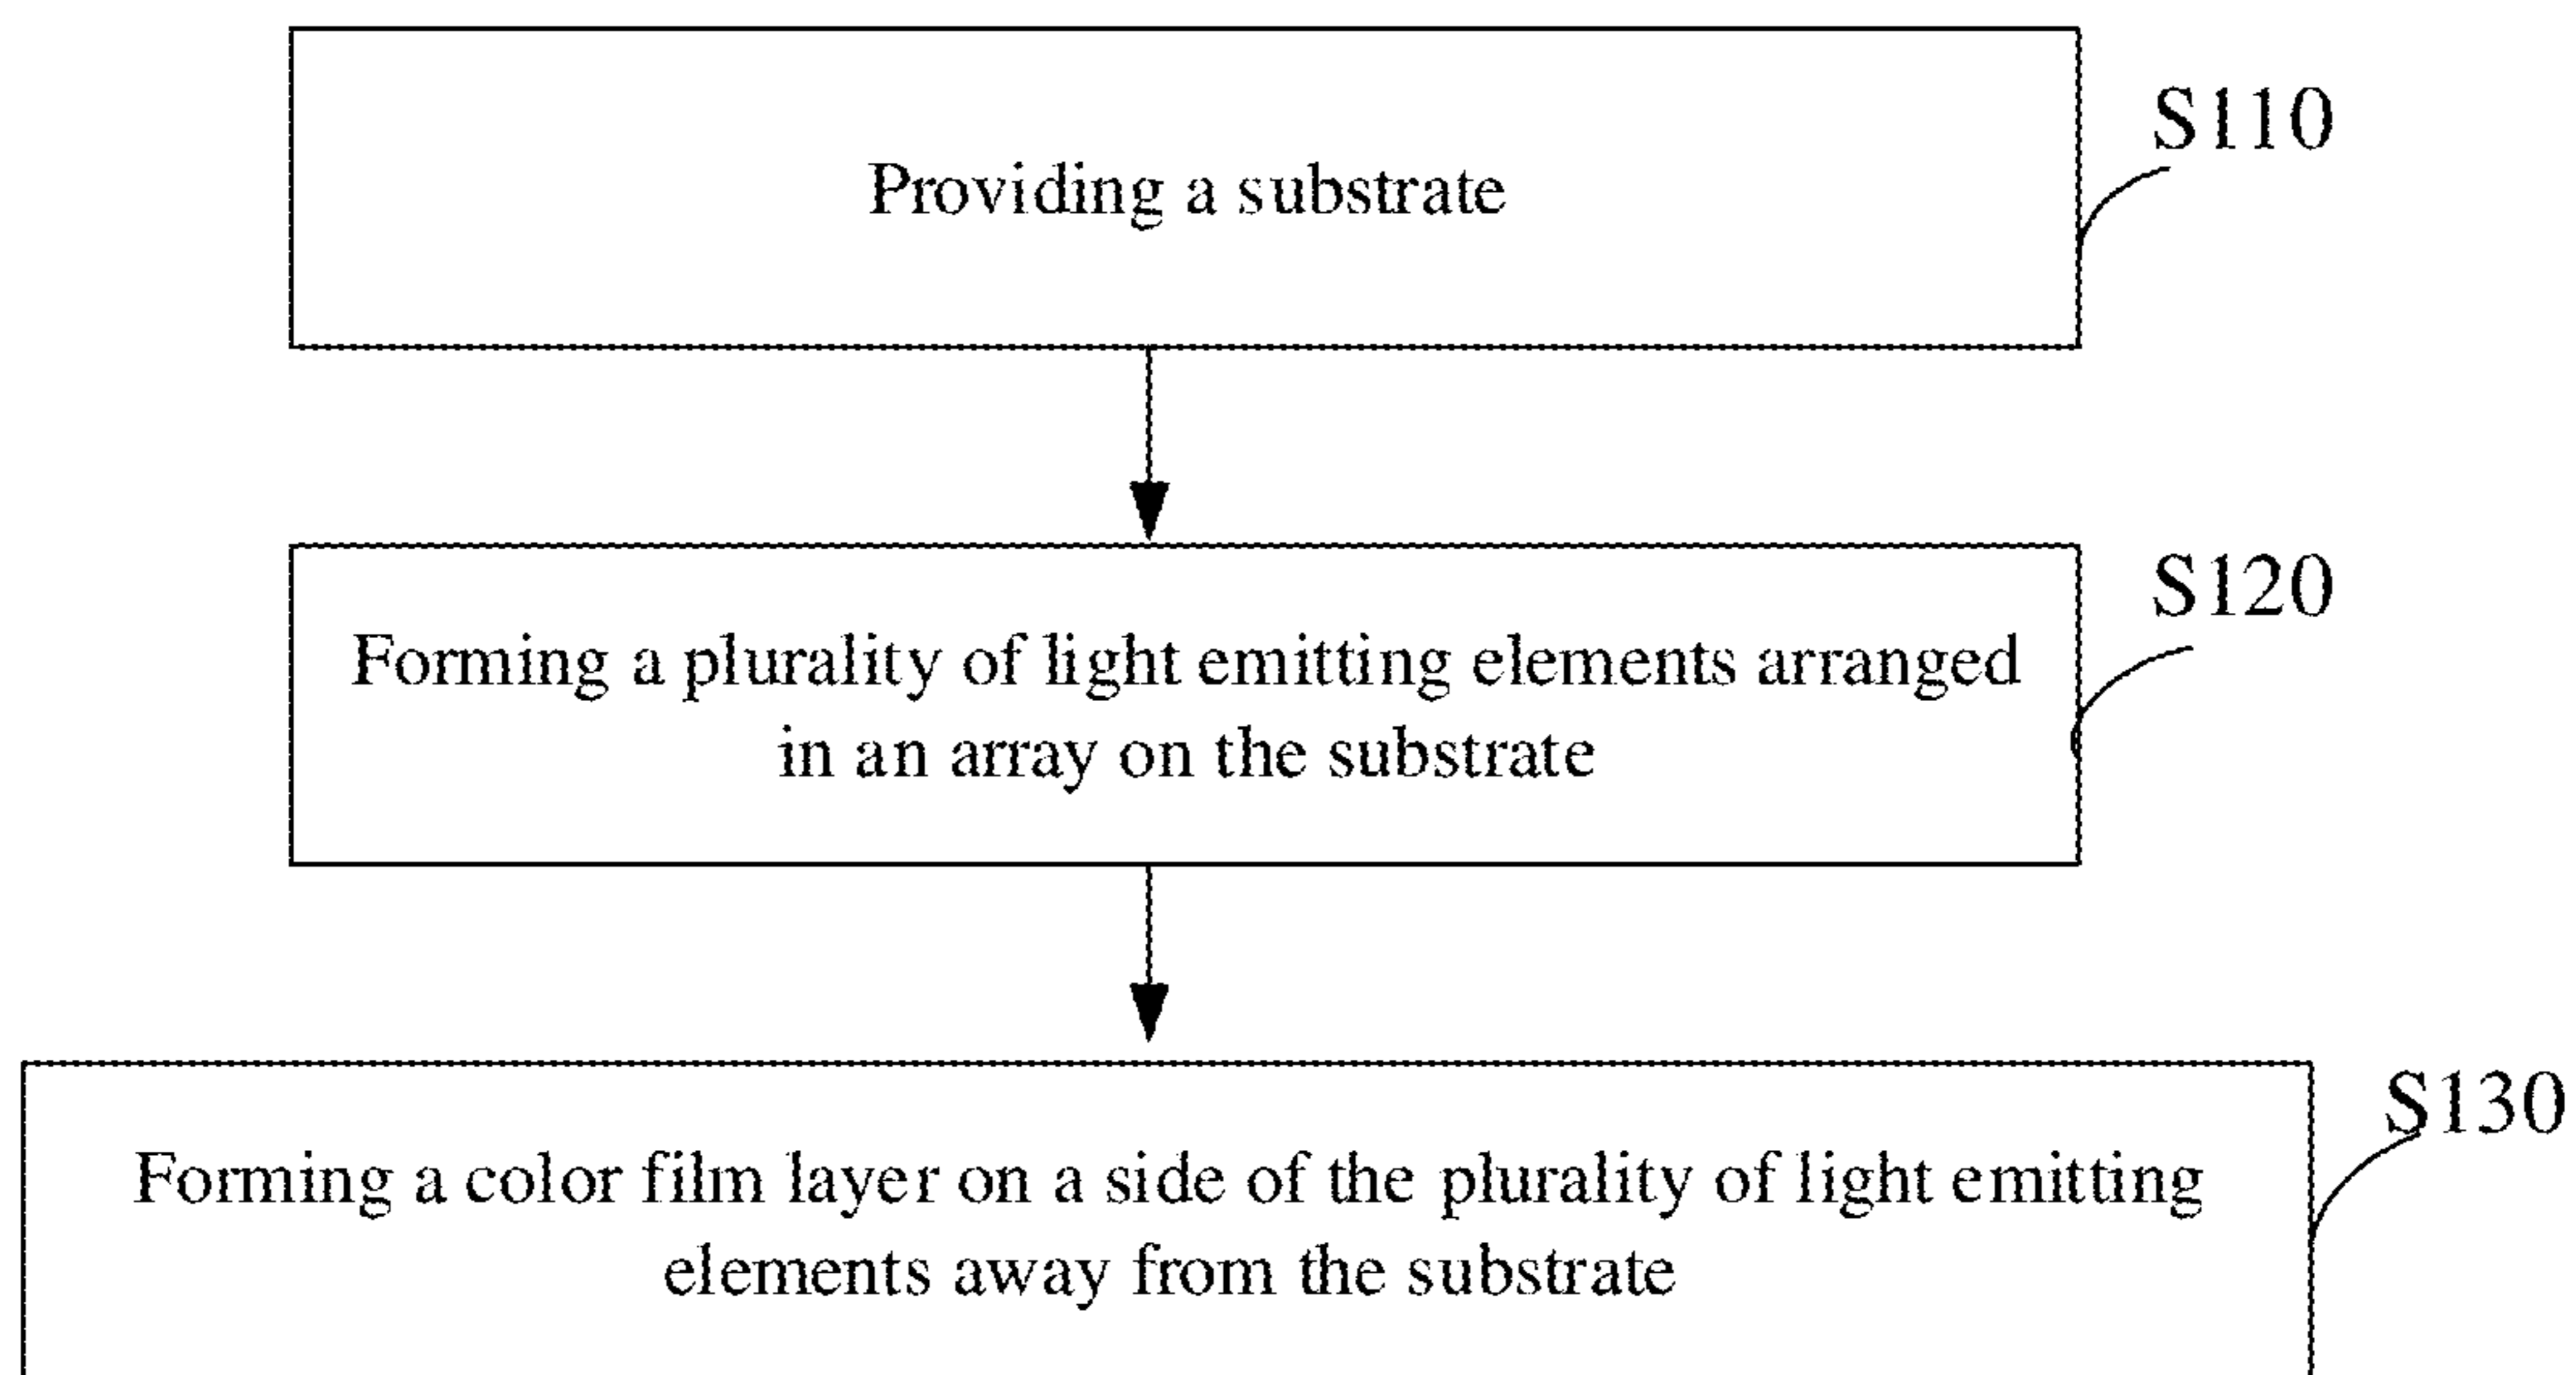 S110
Providing a substrate
S120
Forming a plurality of light emitting elements arranged
in an array on the substrate
S130
Forming a color film layer on a side of the plurality of light emitting
elements away from the substrate